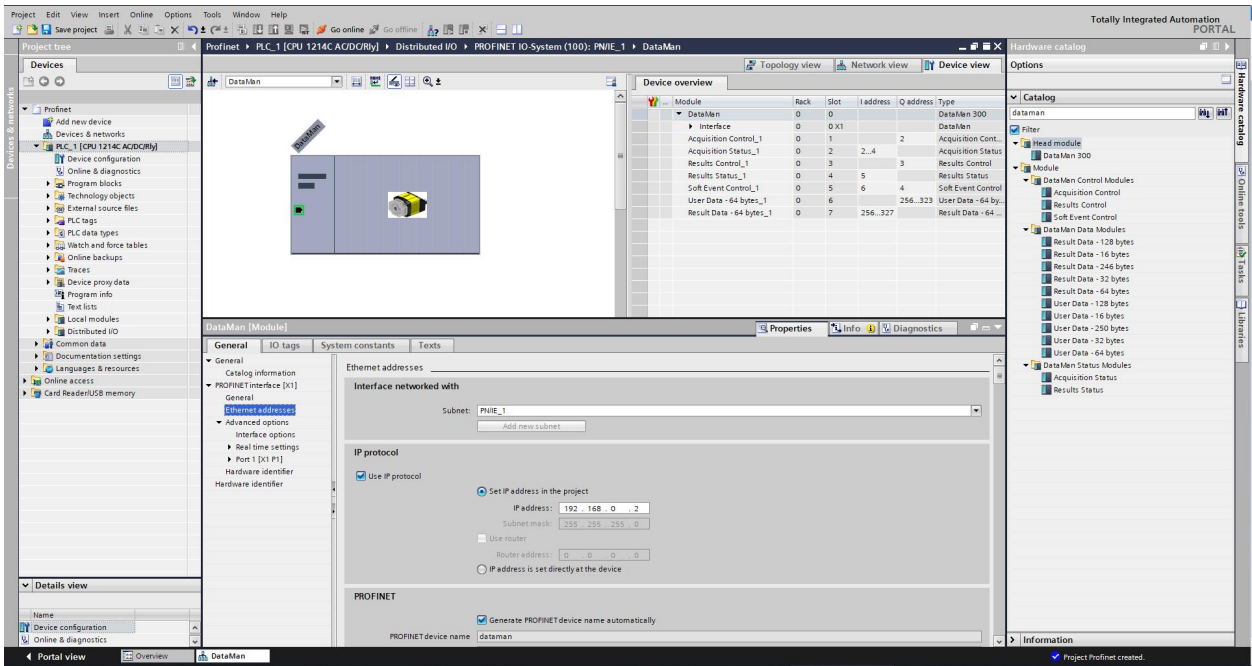 Project Edit View Insert Online Options Tools Window Help
Totally Integrated Automation
PORTAL
Save project
Go online
Go offline
Project tree
Profinet PLC_1 [CPU 1214C AC/DC/Rly] Distributed I/O PROFINET IO-System (100): PN/IE_1 DataMan
Hardware catalog
Devices
Topology view
Network view
Device view
Options
DataMan
Device overview
Module Rack Slot I address Q address Type
DataMan 0 0 DataMan 300
Interface 0 0 X1 DataMan
Acquisition Control_1 0 1 2 Acquisition Cont...
Acquisition Status_1 0 2 2...4 Acquisition Status
Results Control_1 0 3 3 Results Control
Results Status_1 0 4 5 Results Status
Soft Event Control_1 0 5 6 4 Soft Event Control
User Data - 64 bytes_1 0 6 256...323 User Data - 64 by...
Result Data - 64 bytes_1 0 7 256...327 Result Data - 64 ...
DataMan
Profinet
Add new device
Devices & networks
PLC_1 [CPU 1214C AC/DC/Rly]
Device configuration
Online & diagnostics
Program blocks
Technology objects
External source files
PLC tags
PLC data types
Watch and force tables
Online backups
Traces
Device proxy data
Program info
Text lists
Local modules
Distributed I/O
Common data
Documentation settings
Languages & resources
Online access
Card Reader/USB memory
Details view
Name
Device configuration
Online & diagnostics
Devices & networks
DataMan [Module]
Properties
Info
Diagnostics
General IO tags System constants Texts
General
Catalog information
PROFINET interface [X1]
General
Ethernet addresses
Advanced options
Interface options
Real time settings
Port 1 [X1 P1]
Hardware identifier
Hardware identifier
Ethernet addresses
Interface networked with
Subnet: PN/IE_1
Add new subnet
IP protocol
Use IP protocol
Set IP address in the project
IP address: 192 . 168 . 0 . 2
Subnet mask: 255 . 255 . 255 . 0
Use router
Router address: 0 . 0 . 0 . 0
IP address is set directly at the device
PROFINET
Generate PROFINET device name automatically
PROFINET device name dataman
Catalog
dataman
Filter
Head module
DataMan 300
Module
DataMan Control Modules
Acquisition Control
Results Control
Soft Event Control
DataMan Data Modules
Result Data - 128 bytes
Result Data - 16 bytes
Result Data - 246 bytes
Result Data - 32 bytes
Result Data - 64 bytes
User Data - 128 bytes
User Data - 16 bytes
User Data - 250 bytes
User Data - 32 bytes
User Data - 64 bytes
DataMan Status Modules
Acquisition Status
Results Status
Information
Hardware catalog
Online tools
Tasks
Libraries
Portal view
Overview
DataMan
Project Profinet created.